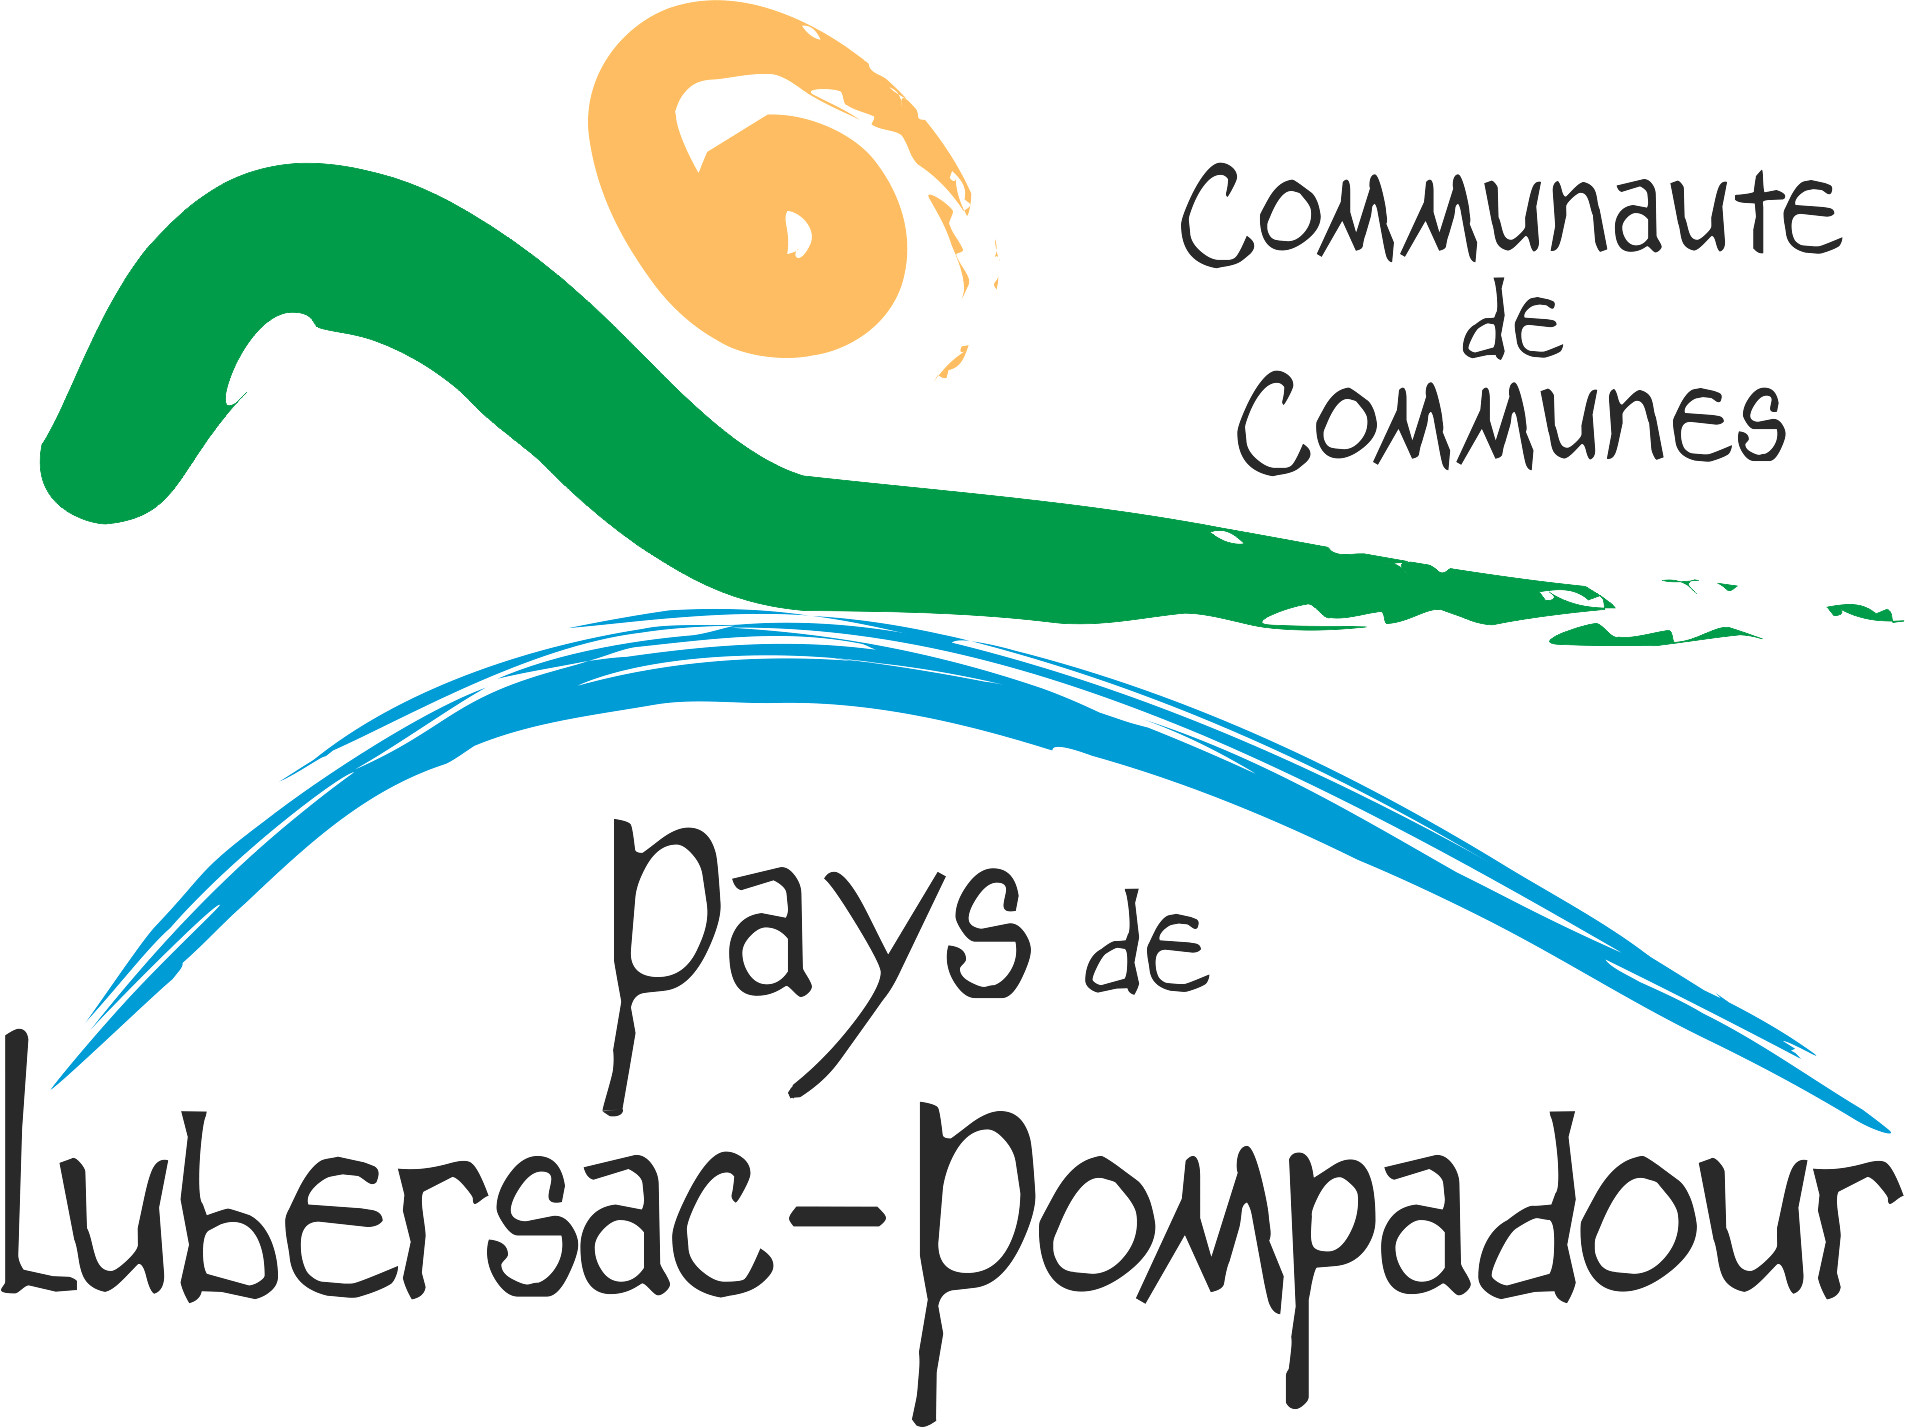 Communaute
de
Communes
Pays de
Lubersac-Pompadour